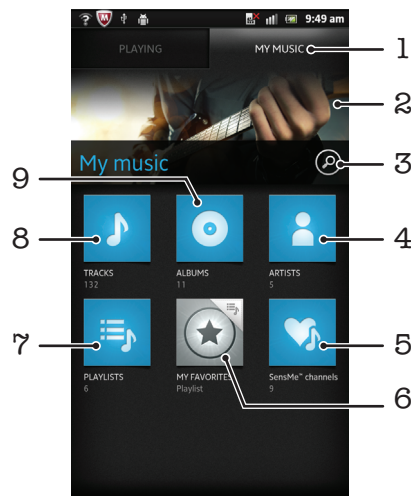 9:49 am
PLAYING
MY MUSIC
1
2
My music
3
9
8
4
TRACKS
132
ALBUMS
11
ARTISTS
5
7
5
PLAYLISTS
6
MY FAVORITES
Playlist
SensMe™ channels
9
6